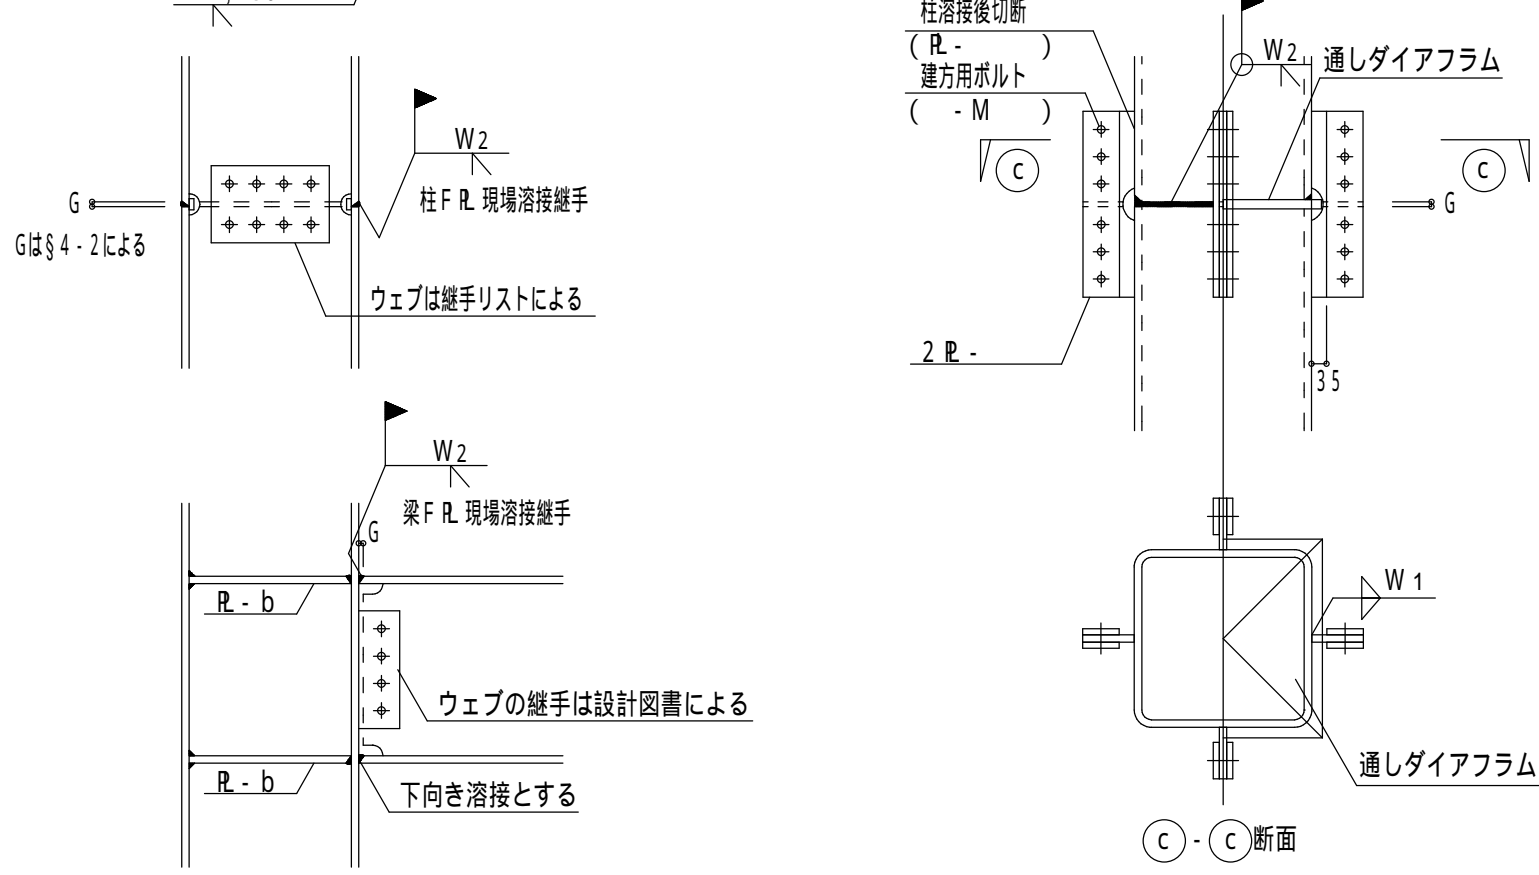 W2
柱FPL現場溶接継手
G
Gは§4-2による
ウェブは継手リストによる
W2
梁FPL現場溶接継手
G
PL-b
ウェブの継手は設計図書による
PL-b
下向き溶接とする
柱溶接後切断
(PL-    )
建方用ボルト
(  -M    )
W2
通しダイアフラム
C
C
G
2PL-
35
W1
通しダイアフラム
C - C 断面